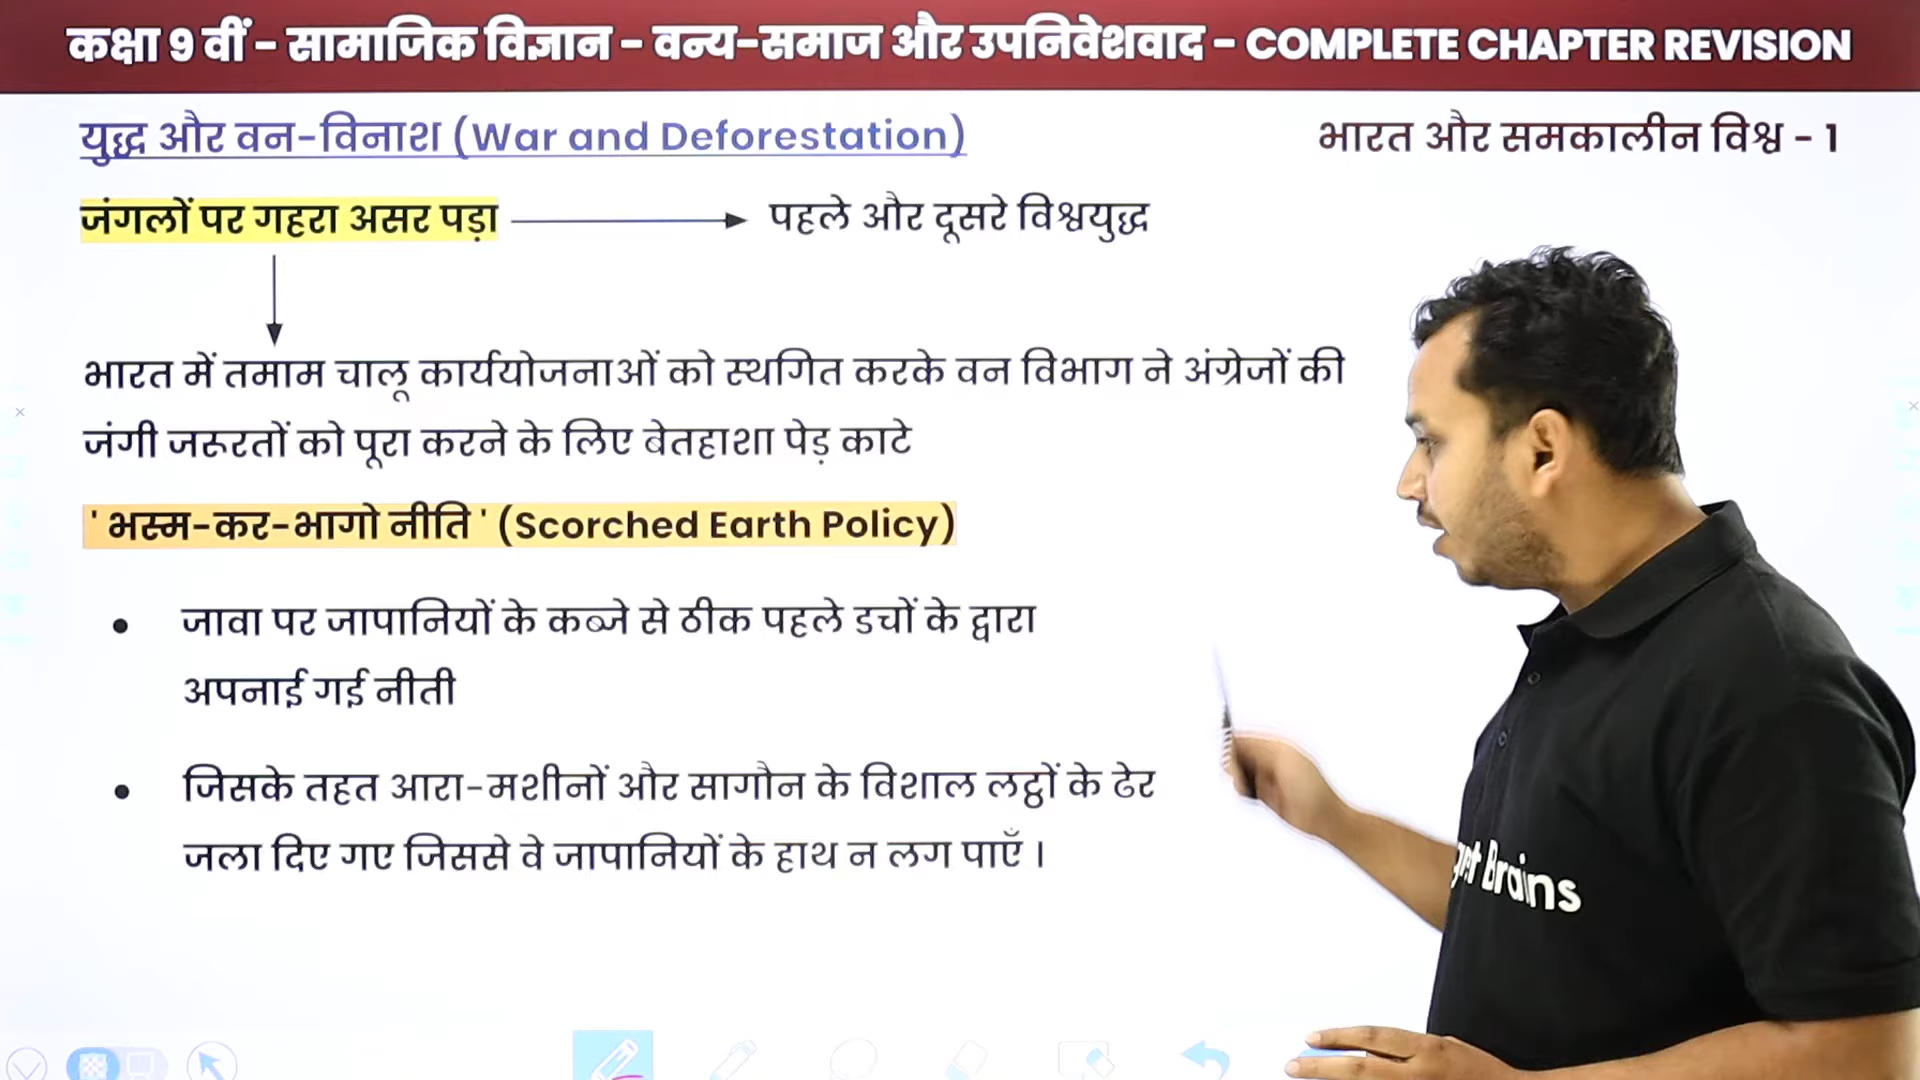 कक्षा 9 वीं - सामाजिक विज्ञान - वन्य-समाज और उपनिवेशवाद - COMPLETE CHAPTER REVISION
युद्ध और वन-विनाश (War and Deforestation)
भारत और समकालीन विश्व - 1
जंगलों पर गहरा असर पड़ा
पहले और दूसरे विश्वयुद्ध
भारत में तमाम चालू कार्ययोजनाओं को स्थगित करके वन विभाग ने अंग्रेजों की
जंगी जरूरतों को पूरा करने के लिए बेतहाशा पेड़ काटे
' भस्म-कर-भागो नीति ' (Scorched Earth Policy)
• जावा पर जापानियों के कब्जे से ठीक पहले डचों के द्वारा
अपनाई गई नीती
• जिसके तहत आरा-मशीनों और सागौन के विशाल लट्ठों के ढेर
जला दिए गए जिससे वे जापानियों के हाथ न लग पाएँ ।
Brains